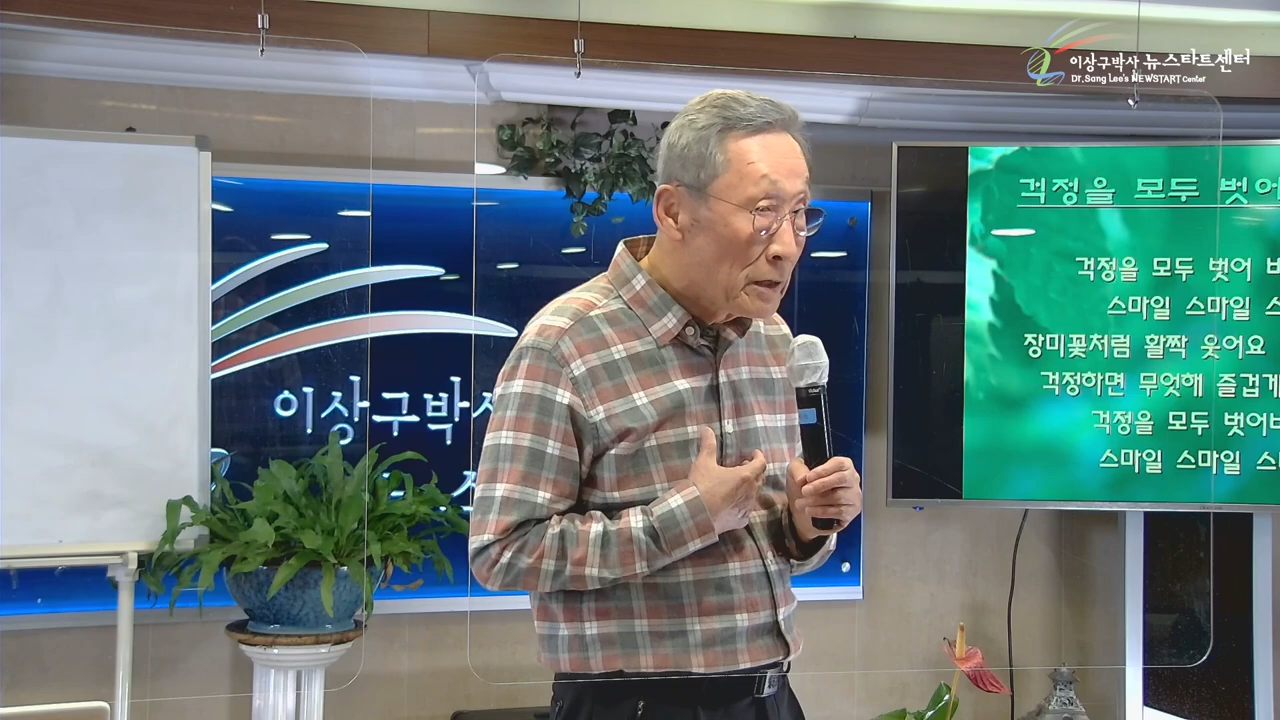 이상구박사 뉴스타트센터
Dr. Sang Lee's NEWSTART Center
걱정을 모두 벗어
걱정을 모두 벗어
스마일 스마일
장미꽃처럼 활짝 웃어요
걱정하면 무엇해 즐겁게
걱정을 모두 벗어버
스마일 스마일
이상구박사